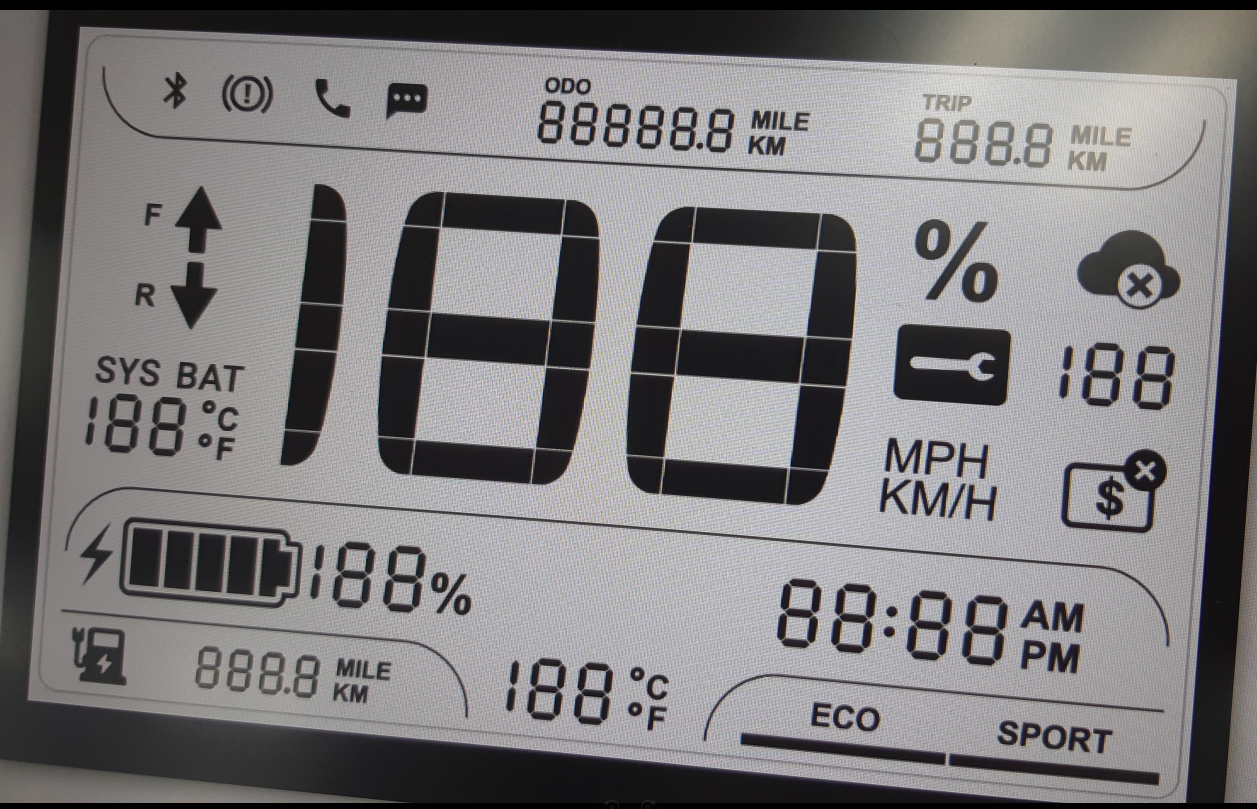 ODO
88888.8 MILE
KM
TRIP
888.8 MILE
KM
F
R
188
%
SYS BAT
188 °C
°F
188
MPH
KM/H
$
188%
88:88 AM
PM
888.8 MILE
KM
188 °C
°F
ECO SPORT